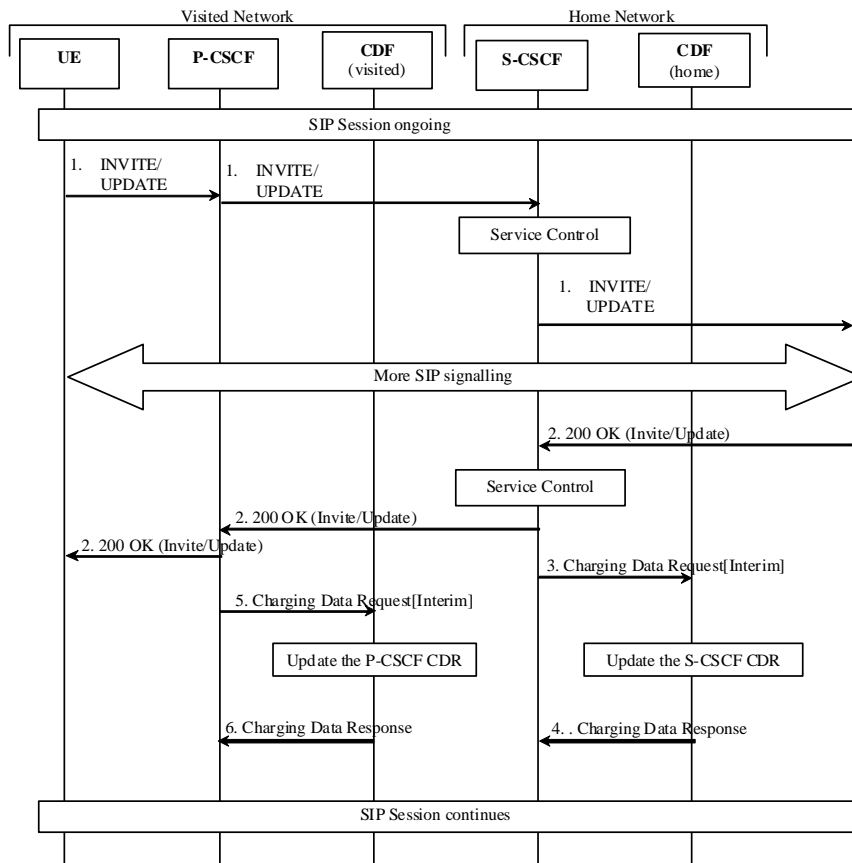 Visited Network
Home Network
UE
P-CSCF
CDF
(visited)
S-CSCF
CDF
(home)
SIP Session ongoing
1. INVITE/
UPDATE
1. INVITE/
UPDATE
Service Control
1. INVITE/
UPDATE
More SIP signalling
2. 200 OK (Invite/Update)
Service Control
2. 200 OK (Invite/Update)
2. 200 OK (Invite/Update)
3. Charging Data Request[Interim]
5. Charging Data Request[Interim]
Update the P-CSCF CDR
Update the S-CSCF CDR
6. Charging Data Response
4. . Charging Data Response
SIP Session continues